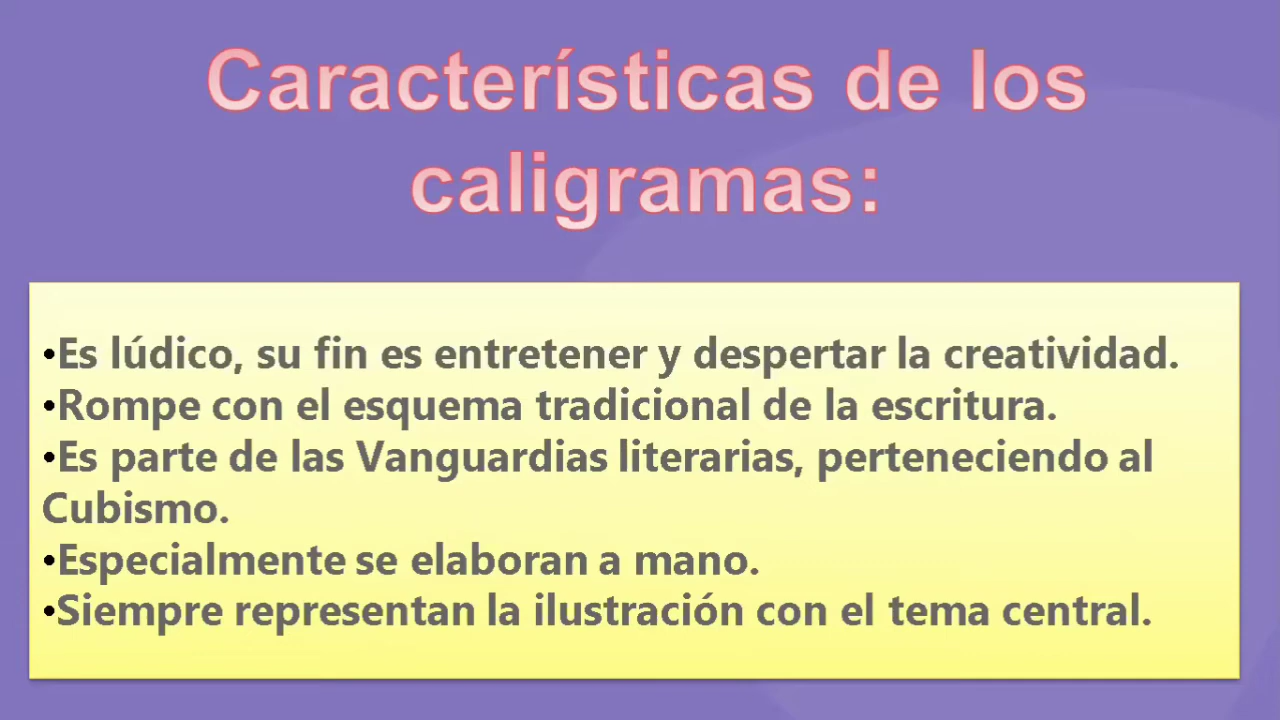 Características de los
caligramas:
•Es lúdico, su fin es entretener y despertar la creatividad.
•Rompe con el esquema tradicional de la escritura.
•Es parte de las Vanguardias literarias, perteneciendo al
Cubismo.
•Especialmente se elaboran a mano.
•Siempre representan la ilustración con el tema central.